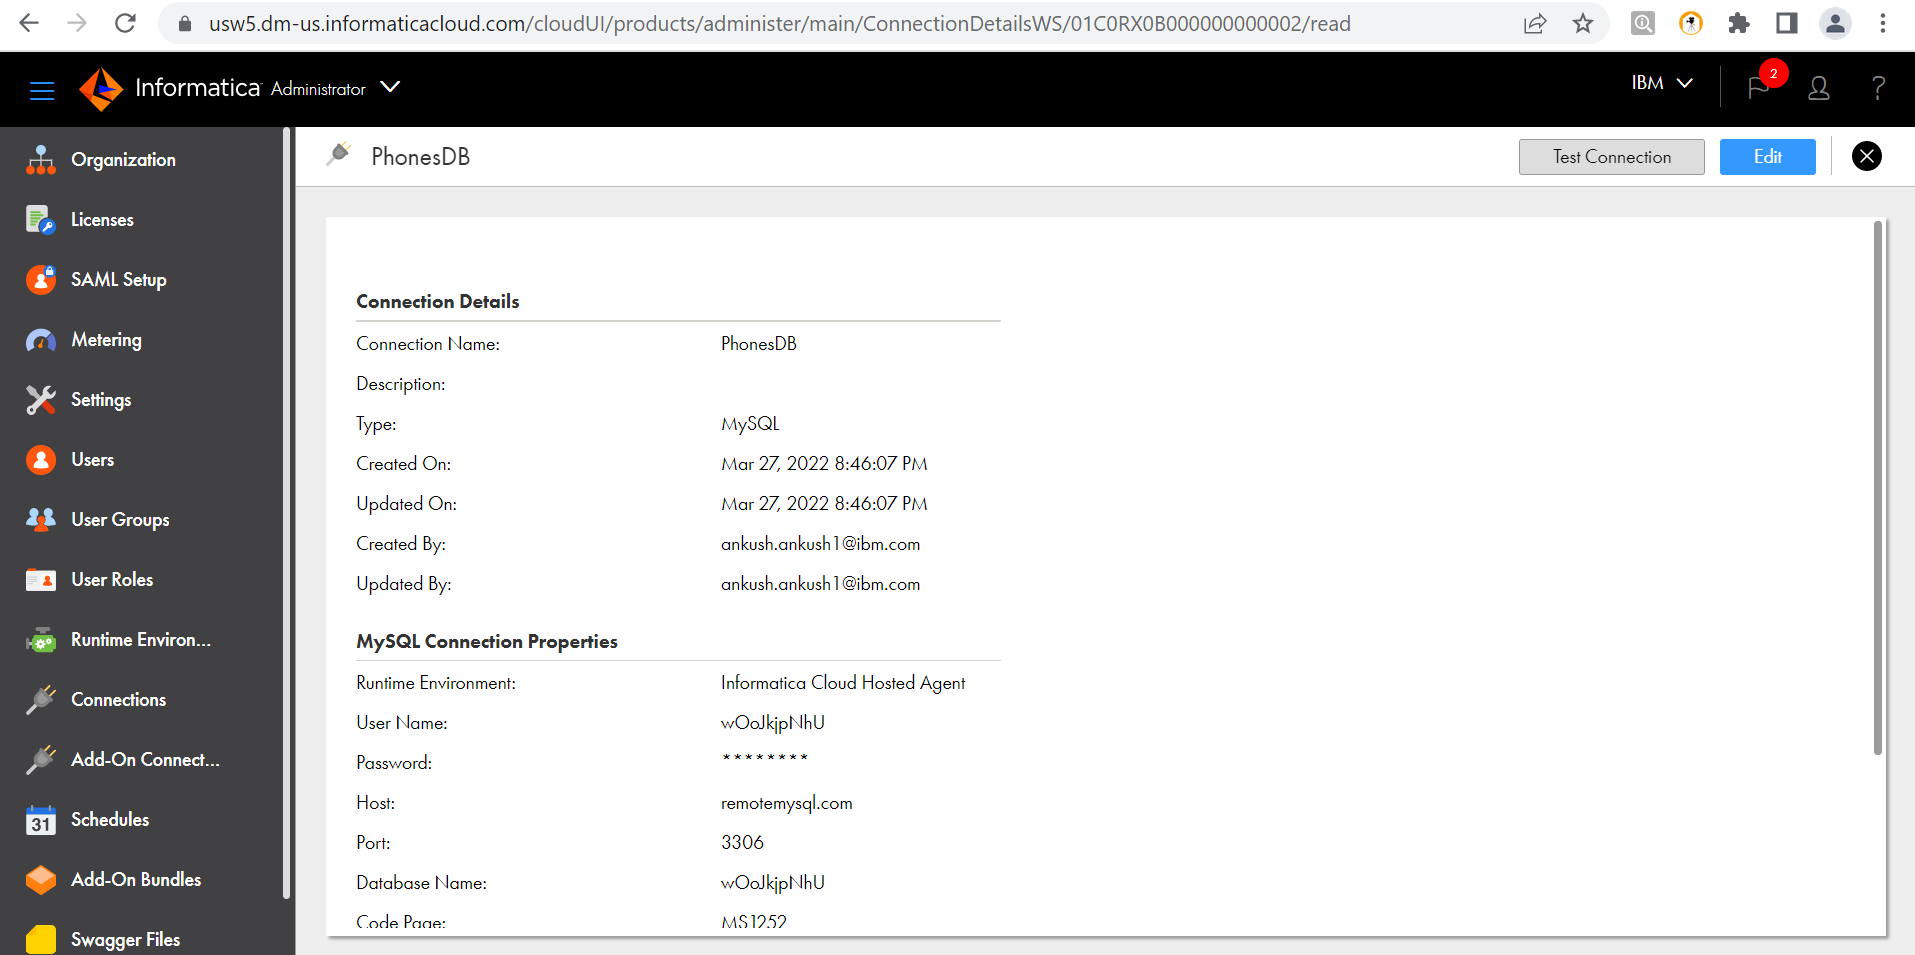 usw5.dm-us.informaticacloud.com/cloudUI/products/administer/main/ConnectionDetailsWS/01C0RX0B000000000002/read
Informatica Administrator
IBM
2
?
Organization
Licenses
SAML Setup
Metering
Settings
Users
User Groups
User Roles
Runtime Environ...
Connections
Add-On Connect...
31
Schedules
Add-On Bundles
Swagger Files
PhonesDB
Test Connection
Edit
Connection Details
Connection Name: PhonesDB
Description:
Type: MySQL
Created On: Mar 27, 2022 8:46:07 PM
Updated On: Mar 27, 2022 8:46:07 PM
Created By: ankush.ankush1@ibm.com
Updated By: ankush.ankush1@ibm.com
MySQL Connection Properties
Runtime Environment: Informatica Cloud Hosted Agent
User Name: wOoJkjpNhU
Password: ********
Host: remotemysql.com
Port: 3306
Database Name: wOoJkjpNhU
Code Page: MS1252